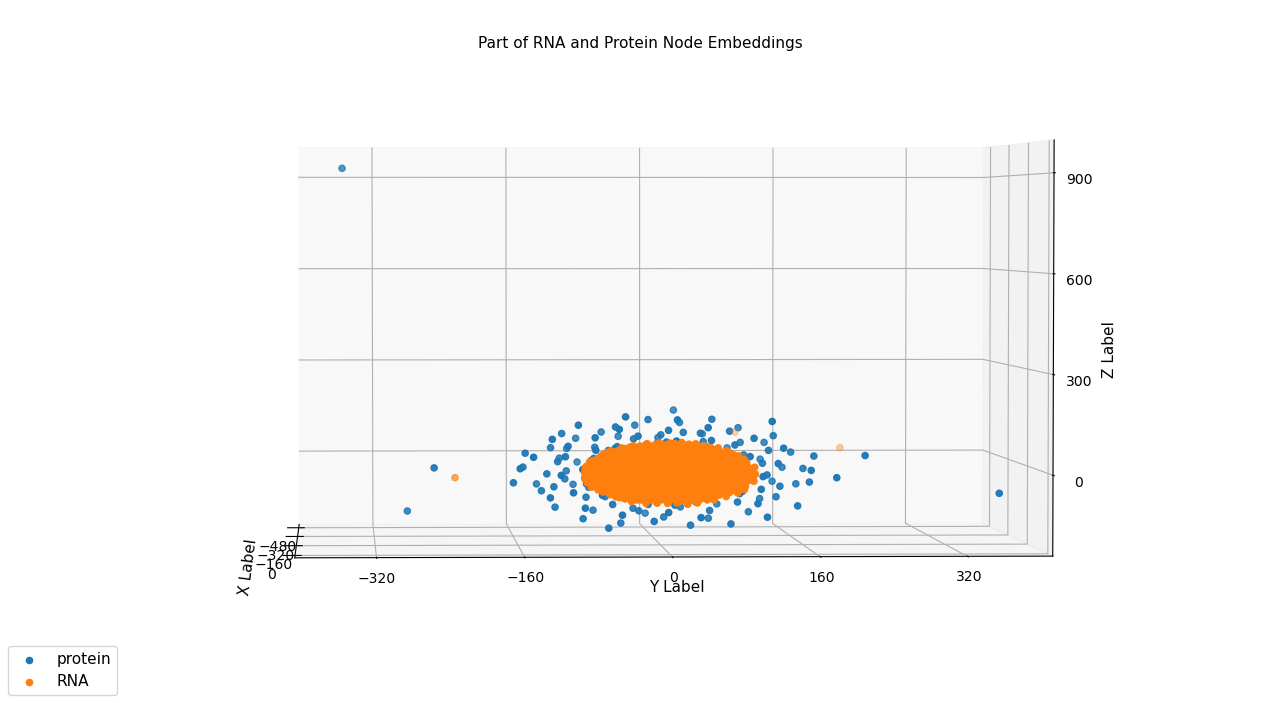 Part of RNA and Protein Node Embeddings
900
600
300
0
Z Label
X Label
−480
−320
−160
0
−320
−160
0
160
320
Y Label
protein
RNA